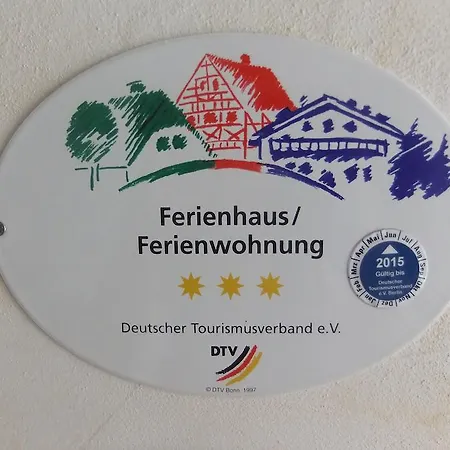 Ferienhaus/
Ferienwohnung
Deutscher Tourismusverband e.V.
DTV
© DTV Bonn 1997
Jan Feb Mrz Apr Mai Jun Jul Aug Sep Okt Nov Dez
2015
Gültig bis
Deutscher
Tourismusverband
e.V. Berlin